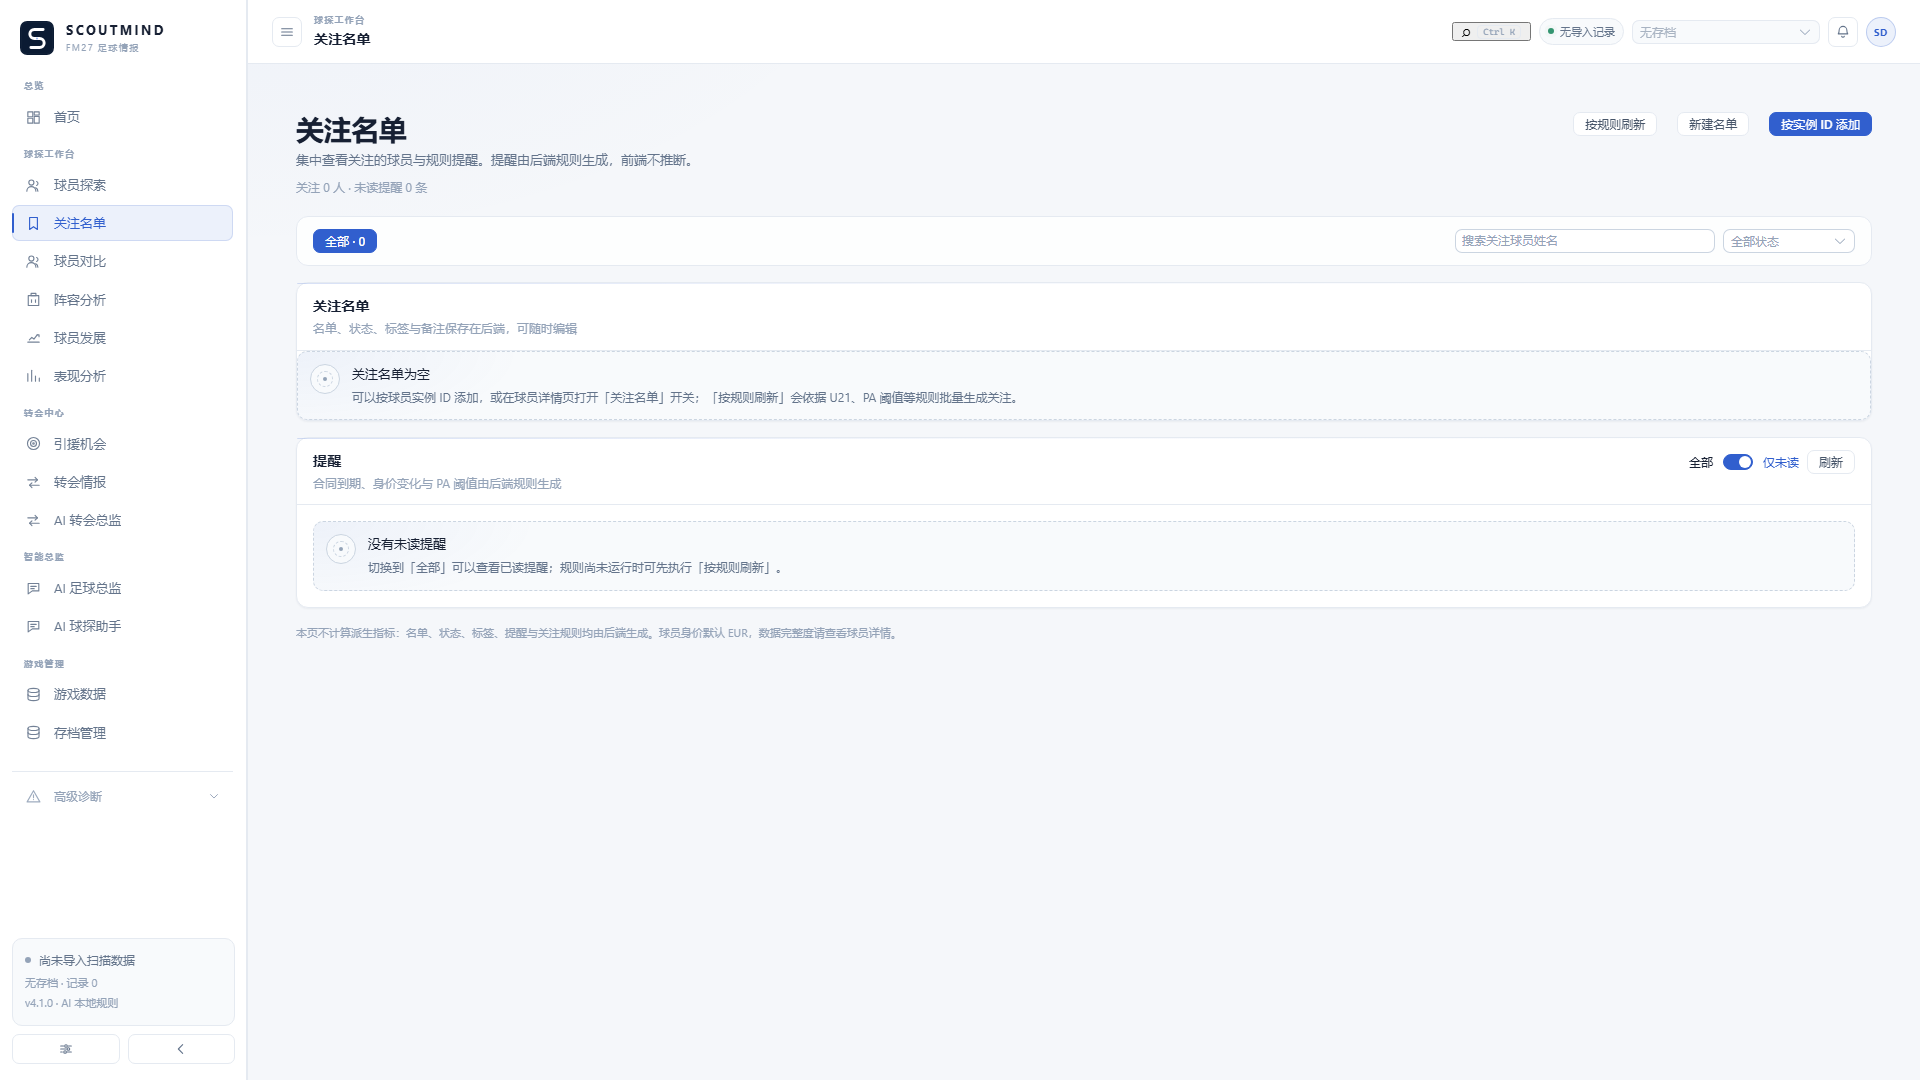 SCOUTMIND
FM27 足球情报
总览
首页
球探工作台
球员探索
关注名单
球员对比
阵容分析
球员发展
表现分析
转会中心
引援机会
转会情报
AI 转会总监
智能总监
AI 足球总监
AI 球探助手
游戏管理
游戏数据
存档管理
高级诊断
尚未导入扫描数据
无存档 · 记录 0
v4.1.0 · AI 本地规则
球探工作台
关注名单
Ctrl K
无导入记录
无存档
SD
关注名单
集中查看关注的球员与规则提醒。提醒由后端规则生成，前端不推断。
关注 0 人 · 未读提醒 0 条
按规则刷新
新建名单
按实例 ID 添加
全部 · 0
搜索关注球员姓名
全部状态
关注名单
名单、状态、标签与备注保存在后端，可随时编辑
关注名单为空
可以按球员实例 ID 添加，或在球员详情页打开「关注名单」开关；「按规则刷新」会依据 U21、PA 阈值等规则批量生成关注。
提醒
合同到期、身价变化与 PA 阈值由后端规则生成
全部
仅未读
刷新
没有未读提醒
切换到「全部」可以查看已读提醒；规则尚未运行时可先执行「按规则刷新」。
本页不计算派生指标：名单、状态、标签、提醒与关注规则均由后端生成。球员身价默认 EUR，数据完整度请查看球员详情。